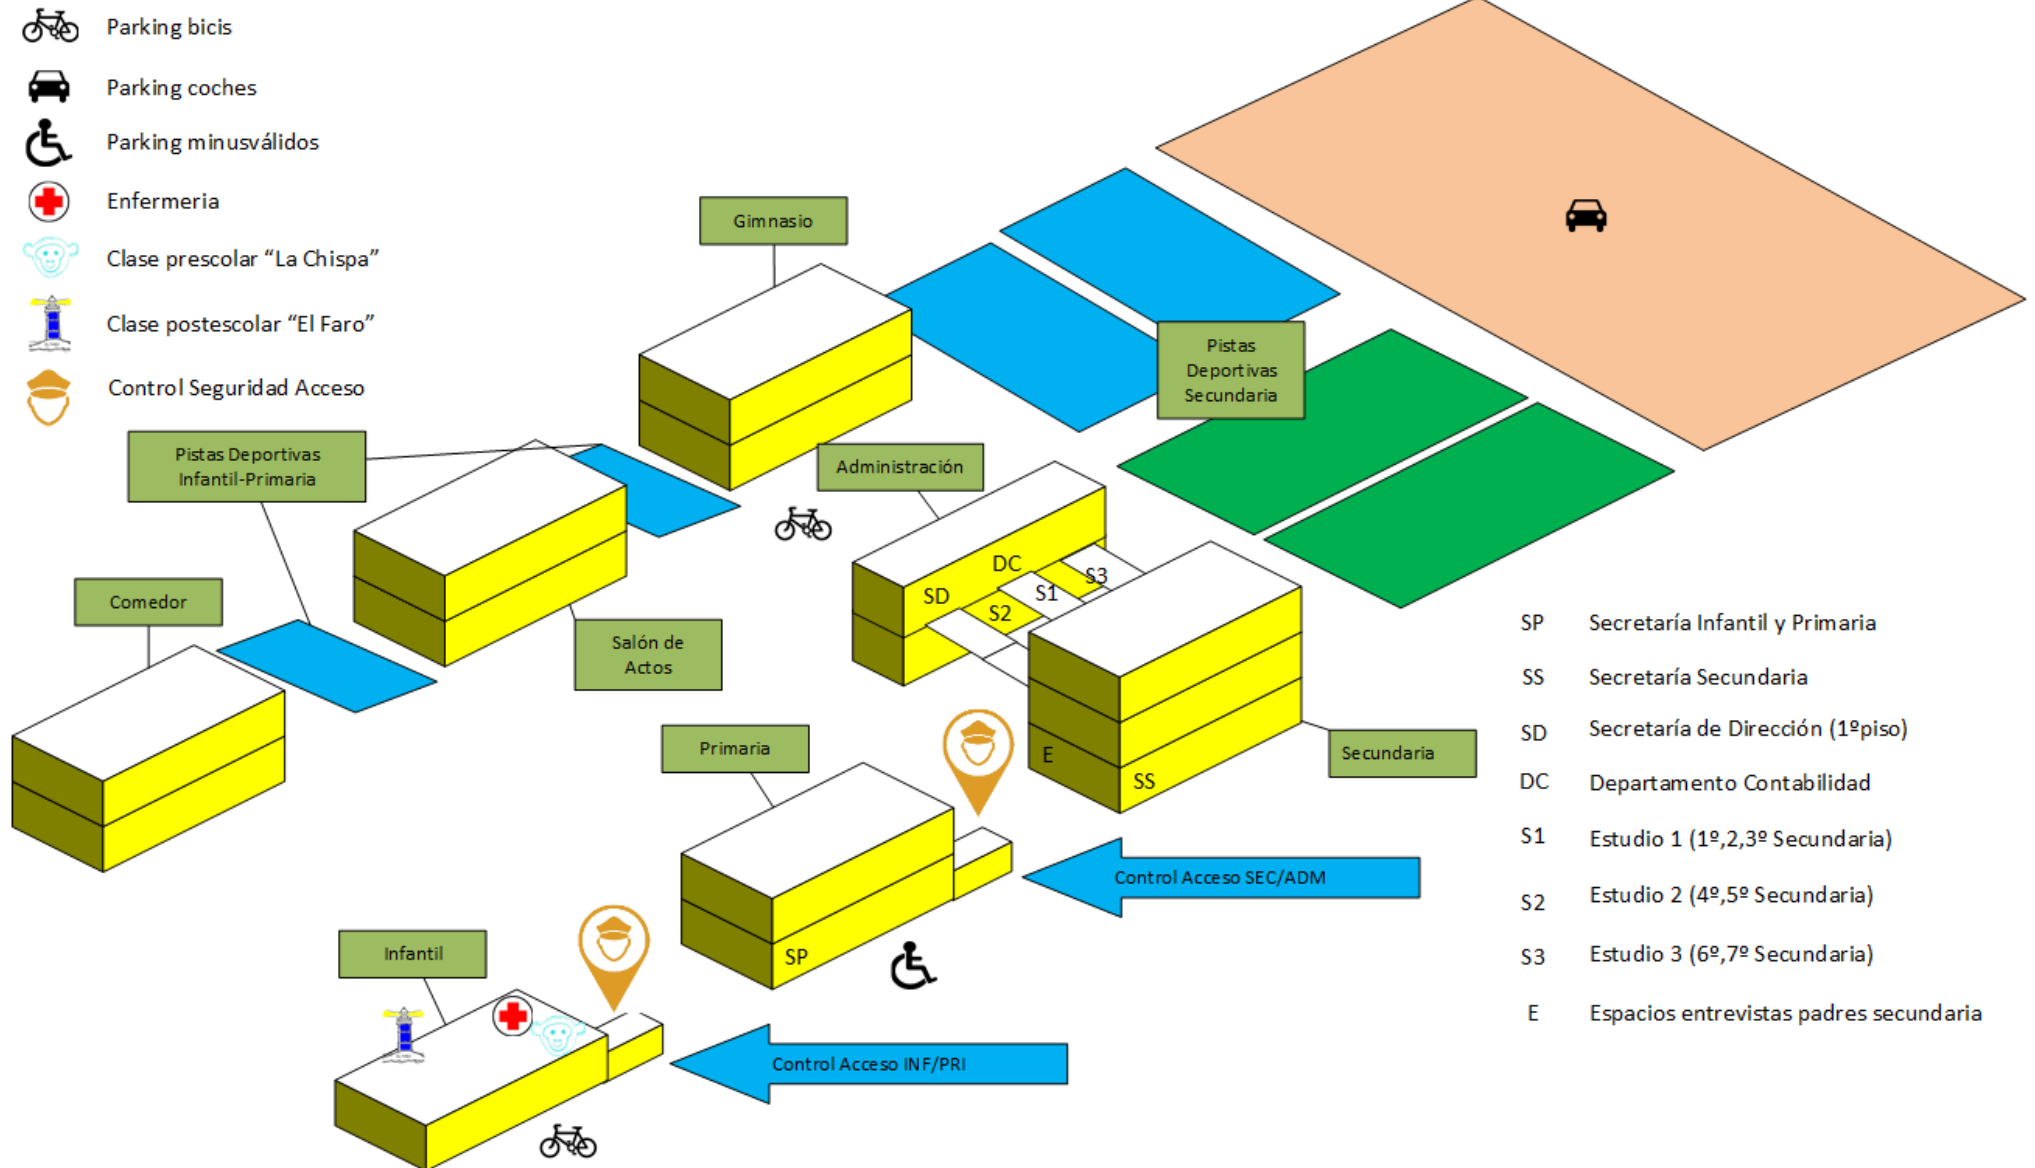 Parking bicis
Parking coches
Parking minusválidos
Enfermeria
Clase prescolar “La Chispa”
Clase postescolar “El Faro”
Control Seguridad Acceso
Gimnasio
Pistas
Deportivas
Secundaria
Pistas Deportivas
Infantil-Primaria
Administración
Comedor
Salón de
Actos
DC
SD
S3
S1
S2
Primaria
E
SS
Secundaria
Control Acceso SEC/ADM
SP
Infantil
Control Acceso INF/PRI
SP Secretaría Infantil y Primaria
SS Secretaría Secundaria
SD Secretaría de Dirección (1ºpiso)
DC Departamento Contabilidad
S1 Estudio 1 (1º,2,3º Secundaria)
S2 Estudio 2 (4º,5º Secundaria)
S3 Estudio 3 (6º,7º Secundaria)
E Espacios entrevistas padres secundaria